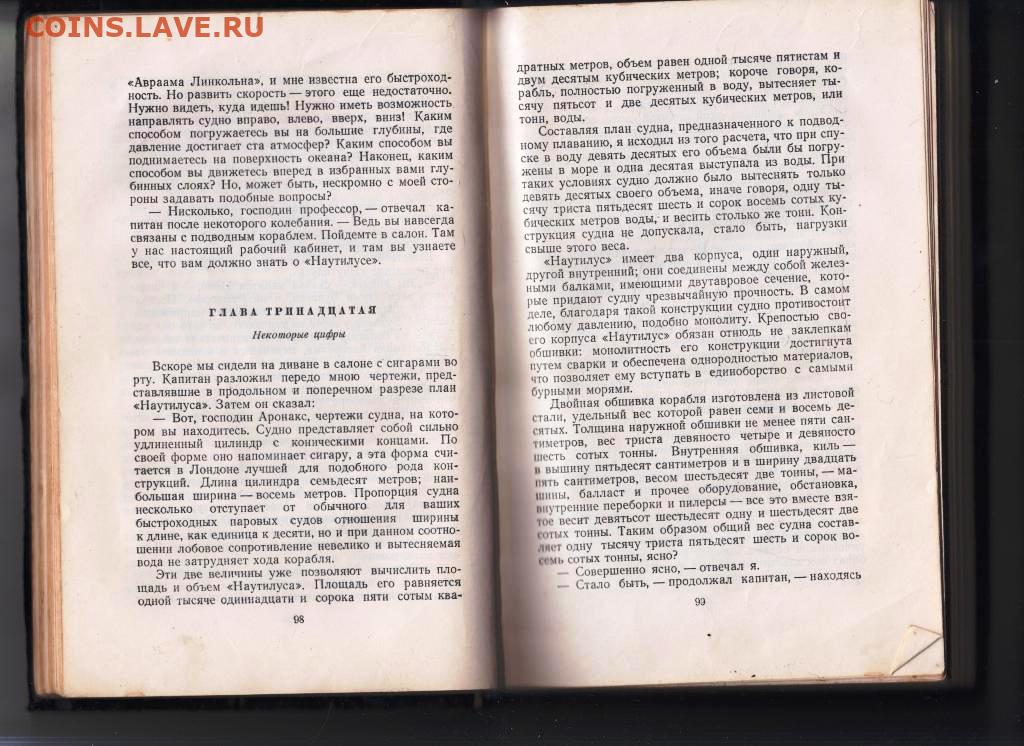 COINS.LAVE.RU
«Авраама Линкольна», и мне известна его быстроход-
ность. Но развить скорость — этого еще недостаточно.
Нужно видеть, куда идешь! Нужно иметь возможность
направлять судно вправо, влево, вверх, вниз! Каким
способом погружаетесь вы на большие глубины, где
давление достигает ста атмосфер? Каким способом вы
поднимаетесь на поверхность океана? Наконец, каким
способом вы движетесь вперед в избранных вами глу-
бинных слоях? Но, может быть, нескромно с моей сто-
роны задавать подобные вопросы?
— Нисколько, господин профессор, — отвечал ка-
питан после некоторого колебания. — Ведь вы навсегда
связаны с подводным кораблем. Пойдемте в салон. Там
у нас настоящий рабочий кабинет, и там вы узнаете
все, что вам должно знать о «Наутилусе».
ГЛАВА ТРИНАДЦАТАЯ
Некоторые цифры
Вскоре мы сидели на диване в салоне с сигарами во
рту. Капитан разложил передо мною чертежи, пред-
ставлявшие в продольном и поперечном разрезе план
«Наутилуса». Затем он сказал:
— Вот, господин Аронакс, чертежи судна, на кото-
ром вы находитесь. Судно представляет собой сильно
удлиненный цилиндр с коническими концами. По
своей форме оно напоминает сигару, а эта форма счи-
тается в Лондоне лучшей для подобного рода кон-
струкций. Длина цилиндра семьдесят метров; наи-
большая ширина — восемь метров. Пропорция судна
несколько отступает от обычного для ваших
быстроходных паровых судов отношения ширины
к длине, как единица к десяти, но и при данном соотно-
шении лобовое сопротивление невелико и вытесняемая
вода не затрудняет хода корабля.
Эти две величины уже позволяют вычислить пло-
щадь и объем «Наутилуса». Площадь его равняется
одной тысяче одиннадцати и сорока пяти сотым ква-
98
дратных метров, объем равен одной тысяче пятистам и
двум десятым кубических метров; короче говоря, ко-
рабль, полностью погруженный в воду, вытесняет ты-
сячу пятьсот и две десятых кубических метров, или
тонн, воды.
Составляя план судна, предназначенного к подвод-
ному плаванию, я исходил из того расчета, что при спу-
ске в воду девять десятых его объема были бы погру-
жены в море и одна десятая выступала из воды. При
таких условиях судно должно было вытеснять только
девять десятых своего объема, иначе говоря, одну ты-
сячу триста пятьдесят шесть и сорок восемь сотых ку-
бических метров воды, и весить столько же тонн. Кон-
струкция судна не допускала, стало быть, нагрузки
свыше этого веса.
«Наутилус» имеет два корпуса, один наружный,
другой внутренний; они соединены между собой желез-
ными балками, имеющими двутавровое сечение, кото-
рые придают судну чрезвычайную прочность. В самом
деле, благодаря такой конструкции судно противостоит
любому давлению, подобно монолиту. Крепостью сво-
его корпуса «Наутилус» обязан отнюдь не заклепкам
обшивки: монолитность его конструкции достигнута
путем сварки и обеспечена однородностью материалов,
что позволяет ему вступать в единоборство с самыми
бурными морями.
Двойная обшивка корабля изготовлена из листовой
стали, удельный вес которой равен семи и восемь де-
сятых. Толщина наружной обшивки не менее пяти сан-
тиметров, вес триста девяносто четыре и девяносто
шесть сотых тонны. Внутренняя обшивка, киль —
в вышину пятьдесят сантиметров и в ширину двадцать
пять сантиметров, весом шестьдесят две тонны, — ма-
шины, балласт и прочее оборудование, обстановка,
внутренние переборки и пилерсы — все это вместе взя-
тое весит девятьсот шестьдесят одну и шестьдесят две
сотых тонны. Таким образом общий вес судна состав-
ляет одну тысячу триста пятьдесят шесть и сорок во-
семь сотых тонны, ясно?
— Совершенно ясно, — отвечал я.
— Стало быть, — продолжал капитан, — находясь
99